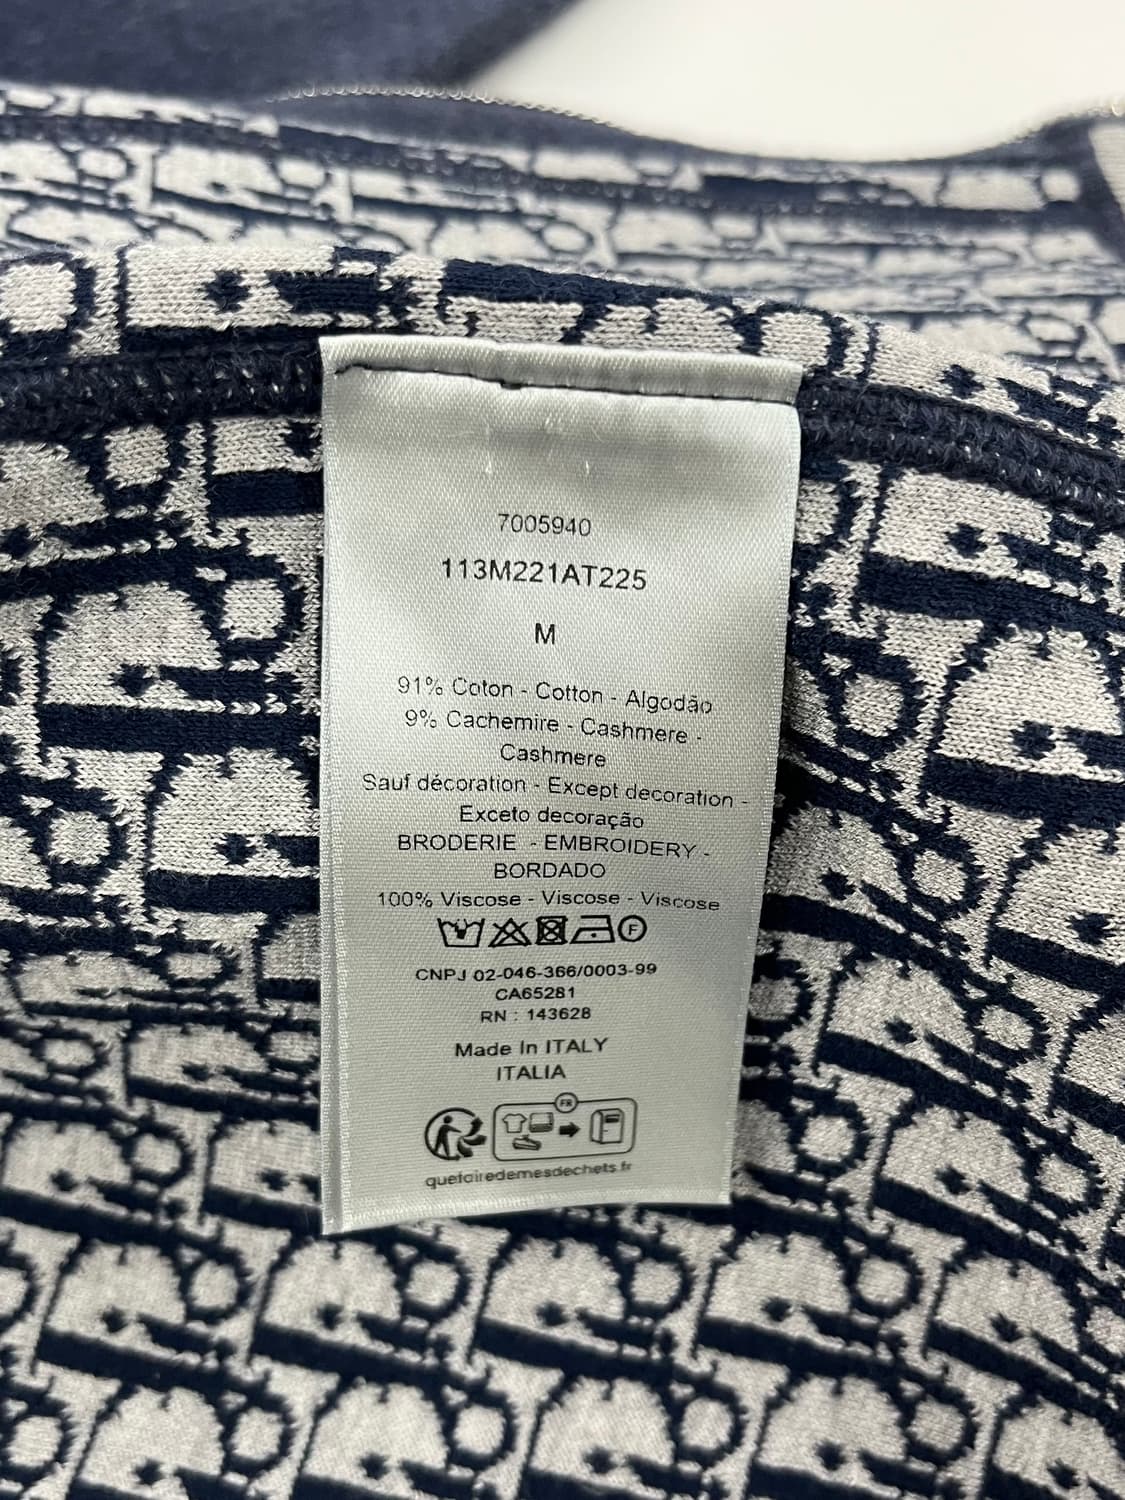 7005940
113M221AT225
M
91% Coton - Cotton - Algodão
9% Cachemire - Cashmere -
Cashmere
Sauf décoration - Except decoration -
Exceto decoração
BRODERIE - EMBROIDERY -
BORDADO
100% Viscose - Viscose - Viscose
F
CNPJ 02-046-366/0003-99
CA65281
RN : 143628
Made In ITALY
ITALIA
FR
quefairedemesdechets.fr